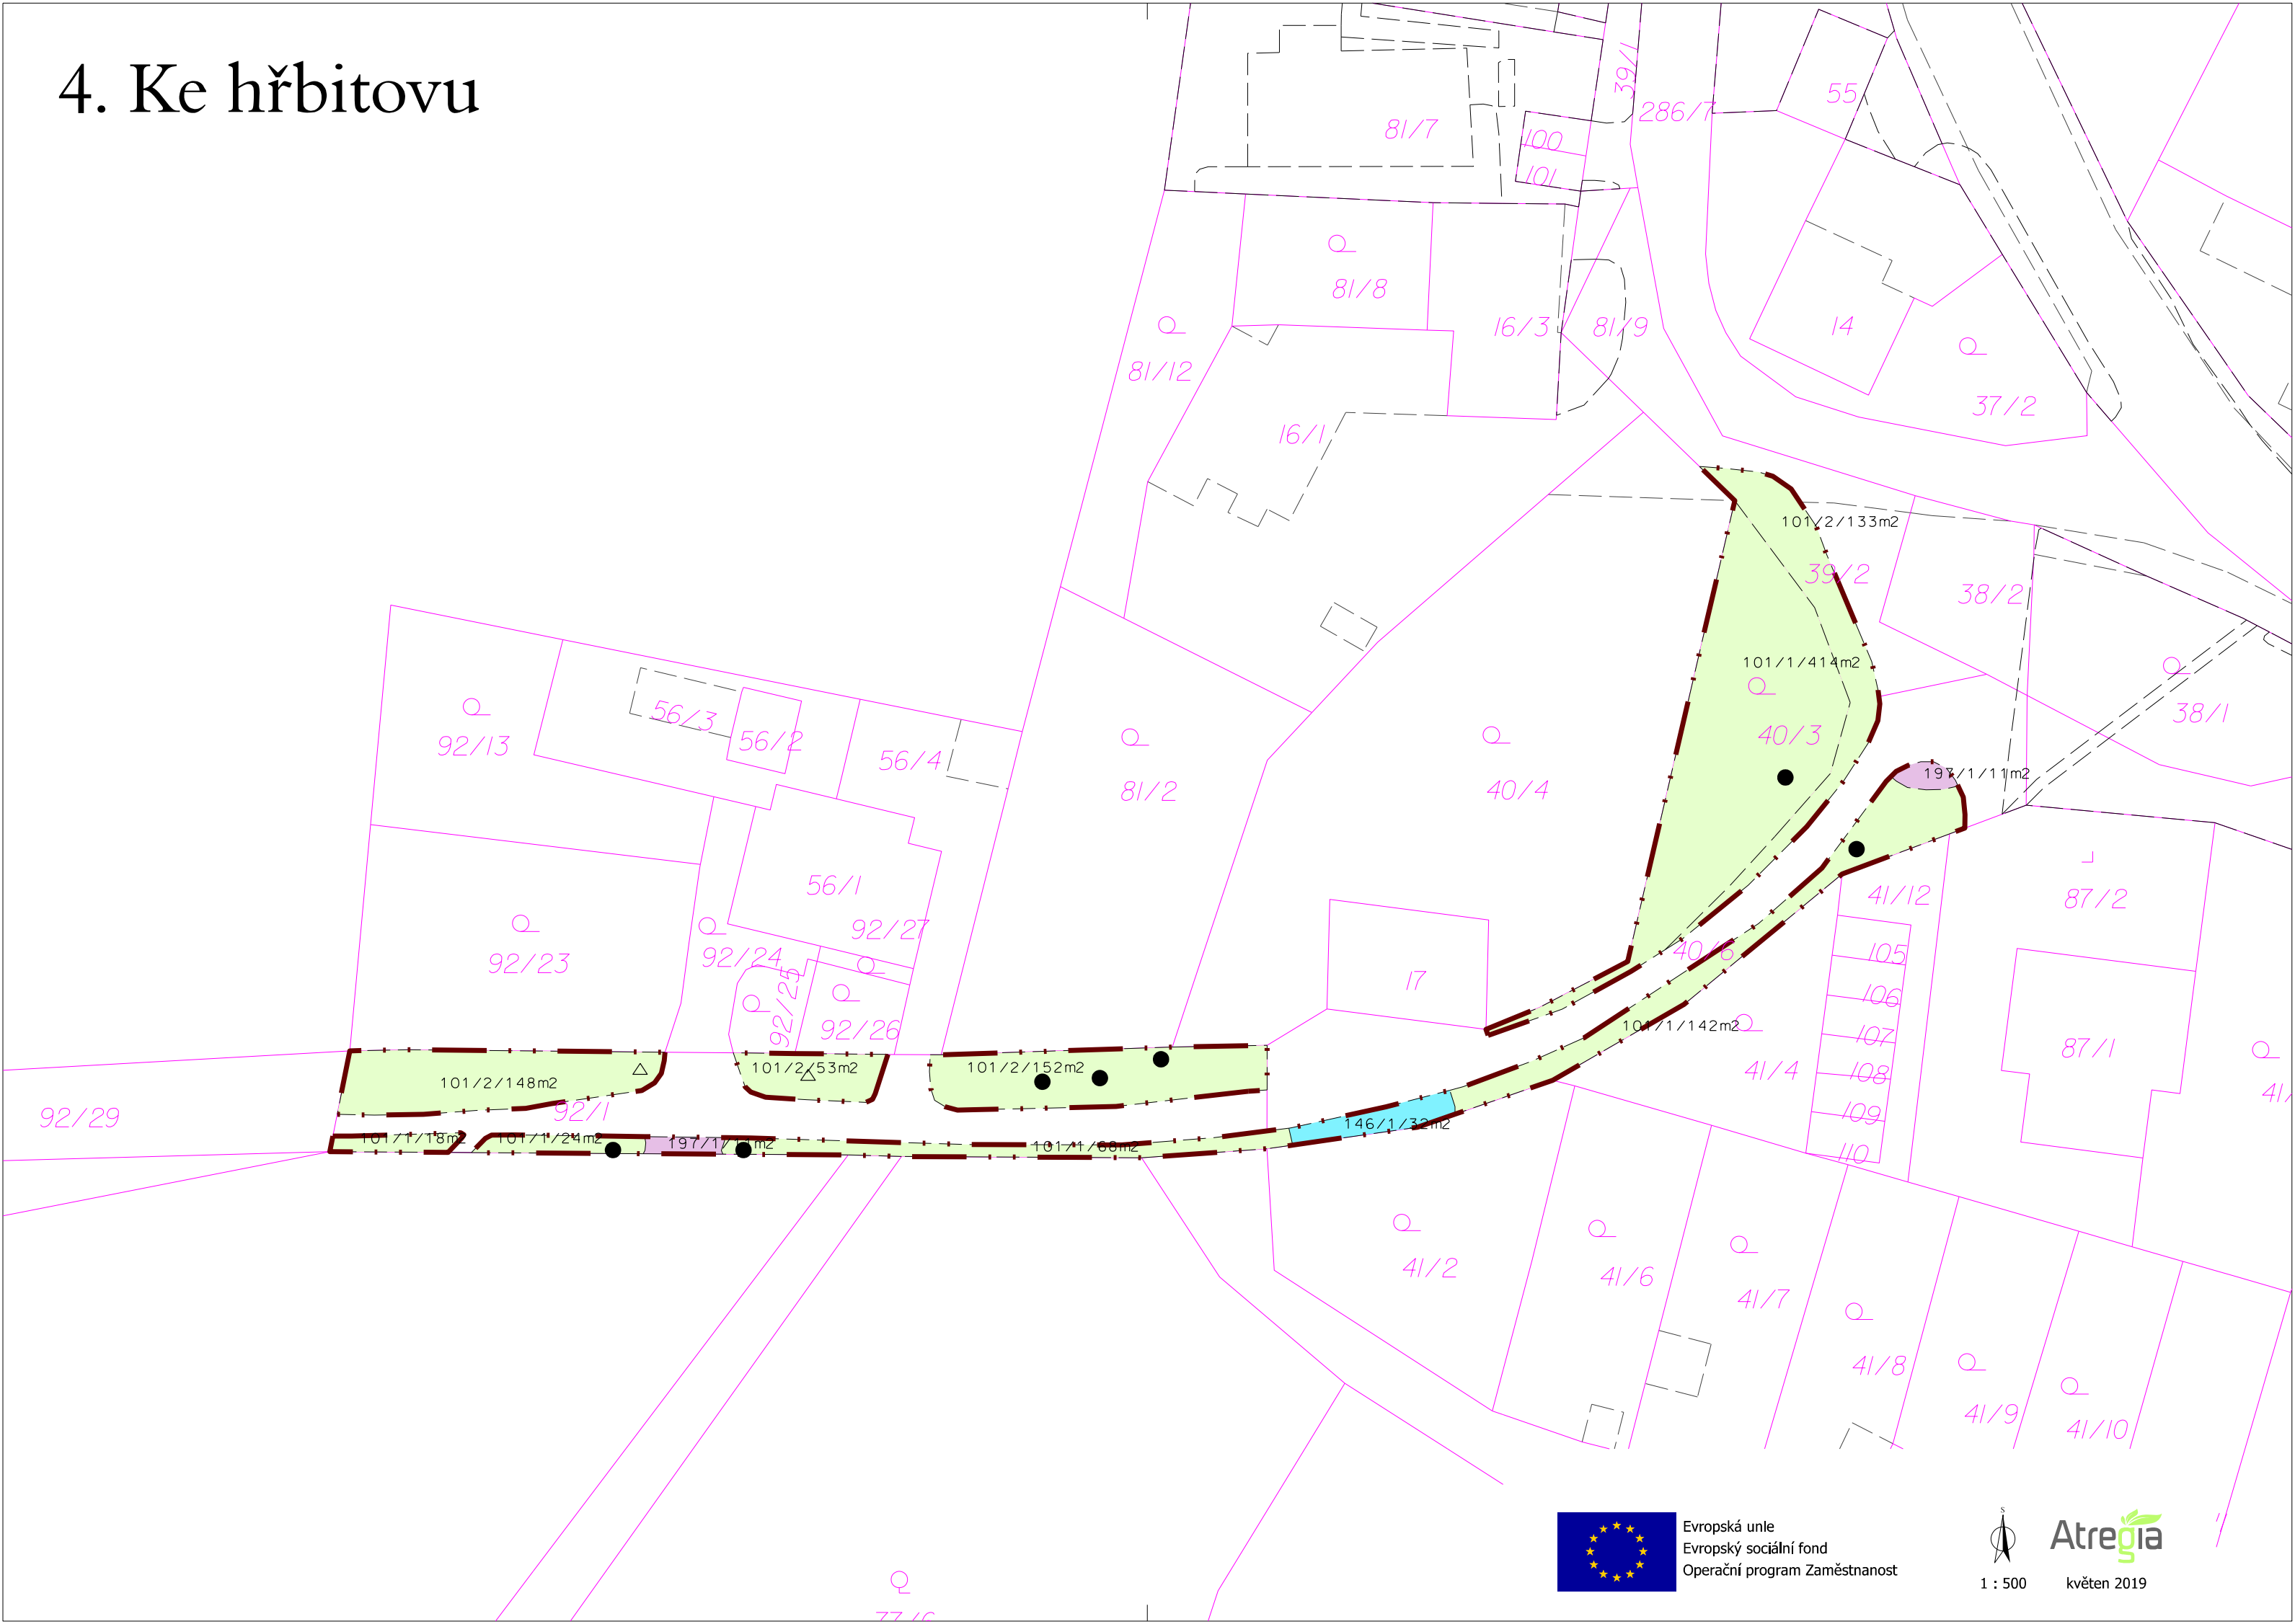 4. Ke hřbitovu
39/1
286/7
55
81/7
100
101
81/8
16/3
81/9
14
81/12
37/2
16/1
101/2/133m2
39/2
38/2
101/1/414m2
56/3
56/2
92/13
56/4
81/2
40/4
40/3
38/1
197/1/11m2
56/1
41/12
87/2
92/27
92/23
92/24
92/25
92/26
17
40/6
105
106
101/1/142m2
107
87/1
101/2/148m2
101/2/53m2
101/2/152m2
41/4
108
92/29
92/1
109
146/1/32m2
101/1/18m2
101/1/24m2
197/1/11m2
101/1/68m2
110
41/2
41/6
41/7
41/8
41/9
41/10
Evropská unie
Evropský sociální fond
Operační program Zaměstnanost
S
1 : 500
Atregia
květen 2019